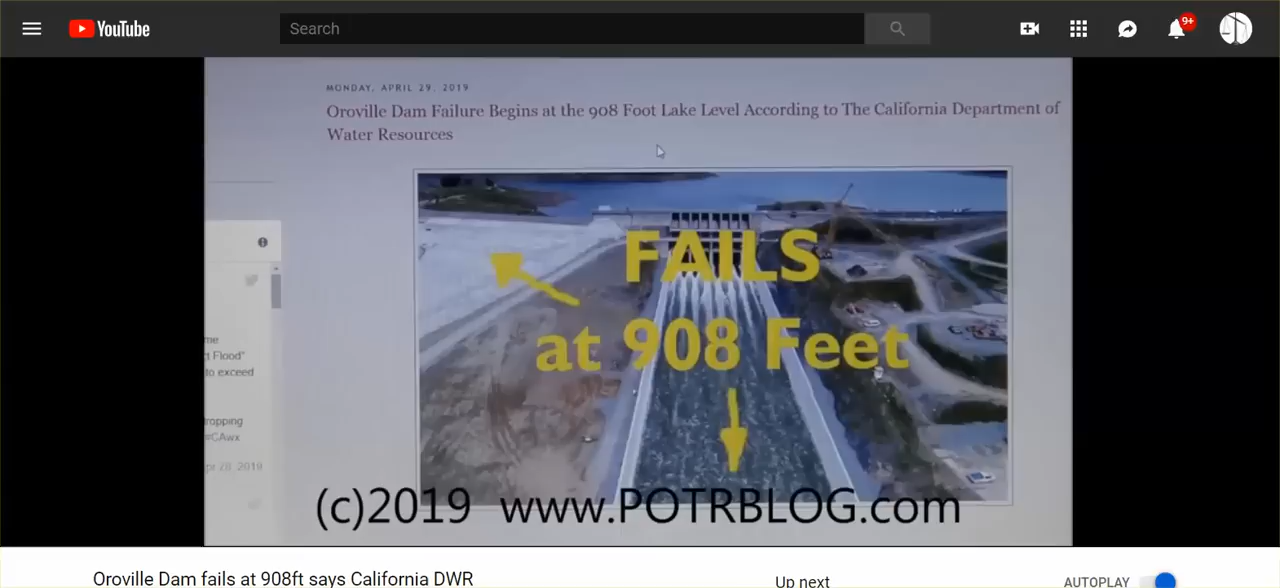 YouTube
Search
9+
MONDAY, APRIL 29, 2019
Oroville Dam Failure Begins at the 908 Foot Lake Level According to The California Department of
Water Resources
FAILS
at 908 Feet
me
t Flood"
to exceed
ropping
#CAwx
pr 28, 2019
(c)2019 www.POTRBLOG.com
Oroville Dam fails at 908ft says California DWR
Up next
AUTOPLAY